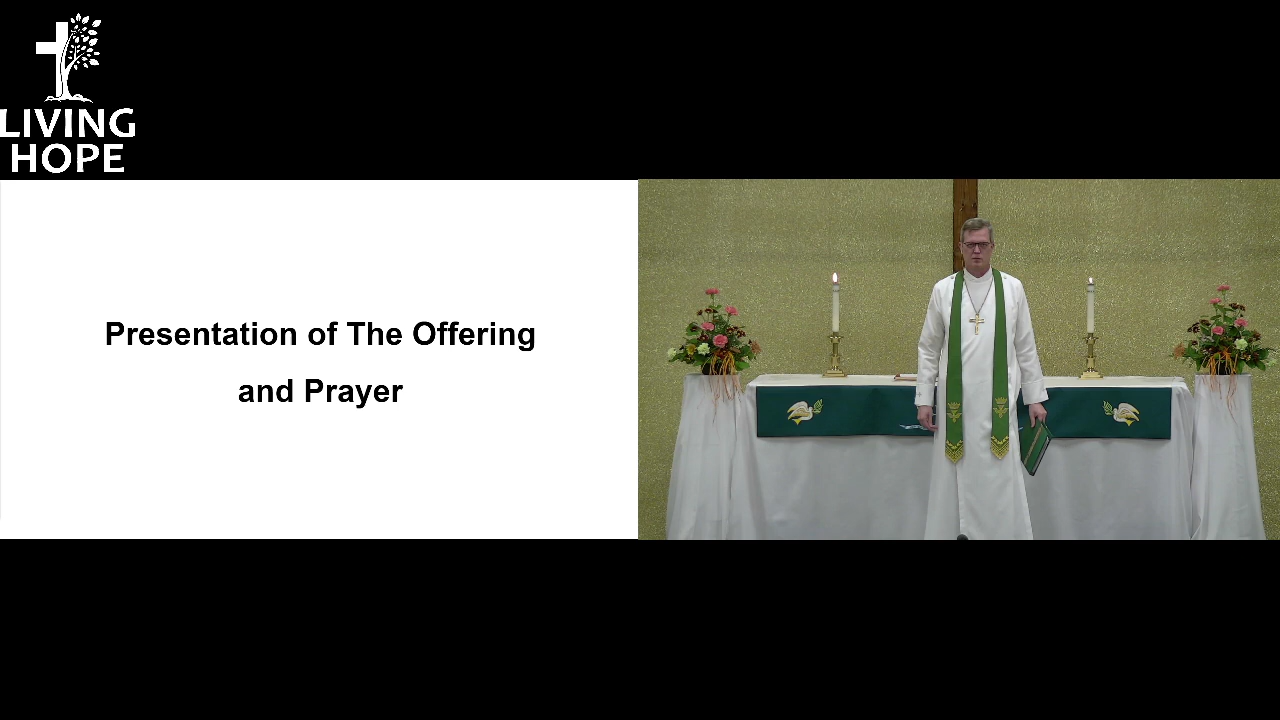 LIVING
HOPE
Presentation of The Offering
and Prayer